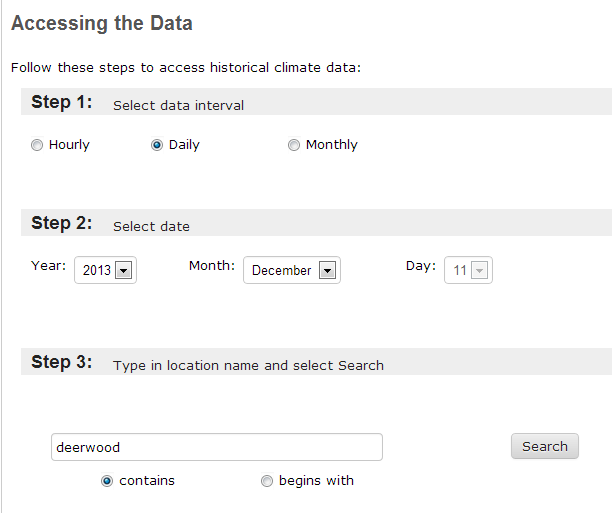 Accessing the Data
Follow these steps to access historical climate data:
Step 1: Select data interval
Hourly Daily Monthly
Step 2: Select date
Year: 2013 Month: December Day: 11
Step 3: Type in location name and select Search
deerwood Search
contains begins with